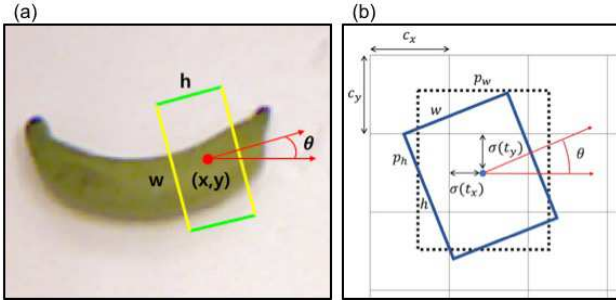 (a)
h
w
(x,y)
θ
(b)
c_x
c_y
p_w
w
p_h
σ(t_y)
θ
σ(t_x)
h